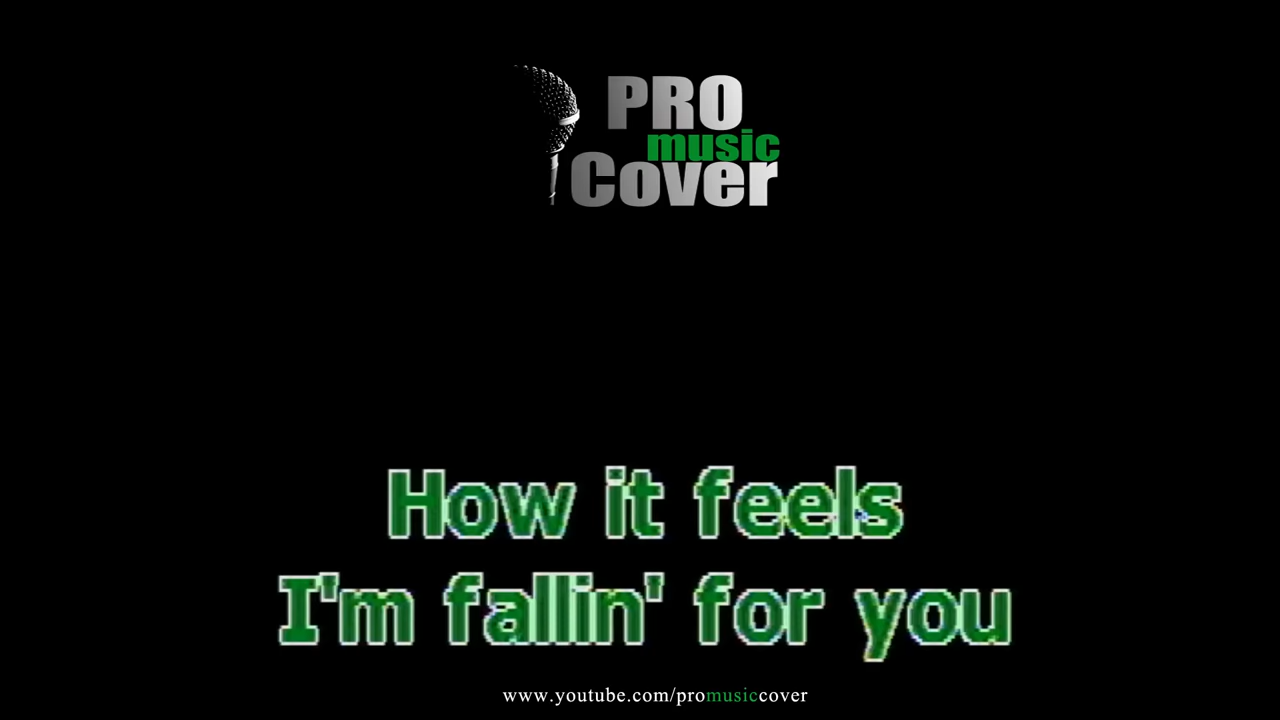 PRO
music
Cover
How it feels
I'm fallin' for you
www.youtube.com/promusiccover